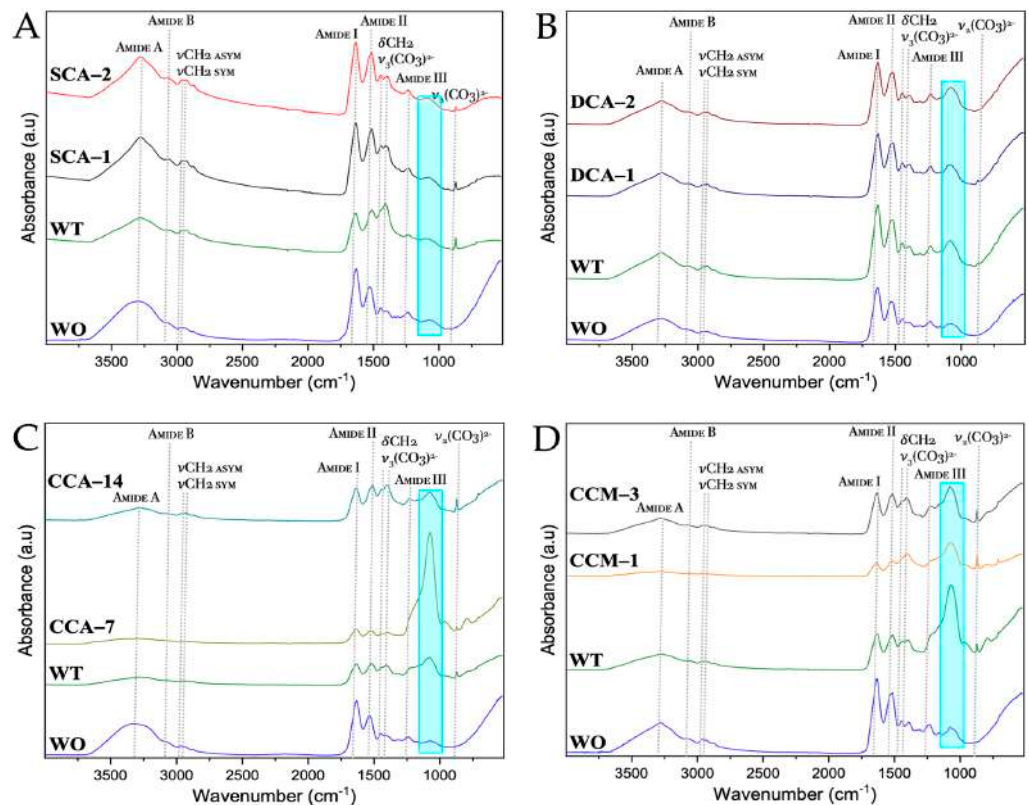 A
Amide B
Amide II
Amide I
δCH2
ν3(CO3)²⁻
Amide A
νCH2 asym
νCH2 sym
Amide III
SCA–2
SCA–1
WT
WO
Absorbance (a.u)
3500 3000 2500 2000 1500 1000
Wavenumber (cm⁻¹)
B
Amide B
Amide II
δCH2
ν2(CO3)²⁻
ν3(CO3)²⁻
Amide I
νCH2 asym
νCH2 sym
Amide III
Amide A
DCA–2
DCA–1
WT
WO
Absorbance (a.u)
3500 3000 2500 2000 1500 1000
Wavenumber (cm⁻¹)
C
Amide B
Amide II
δCH2
ν2(CO3)²⁻
ν3(CO3)²⁻
Amide I
νCH2 asym
νCH2 sym
Amide III
Amide A
CCA–14
CCA–7
WT
WO
Absorbance (a.u)
3500 3000 2500 2000 1500 1000
Wavenumber (cm⁻¹)
D
Amide B
Amide II
δCH2
ν2(CO3)²⁻
ν3(CO3)²⁻
Amide I
νCH2 asym
νCH2 sym
Amide III
Amide A
CCM–3
CCM–1
WT
WO
Absorbance (a.u)
3500 3000 2500 2000 1500 1000
Wavenumber (cm⁻¹)